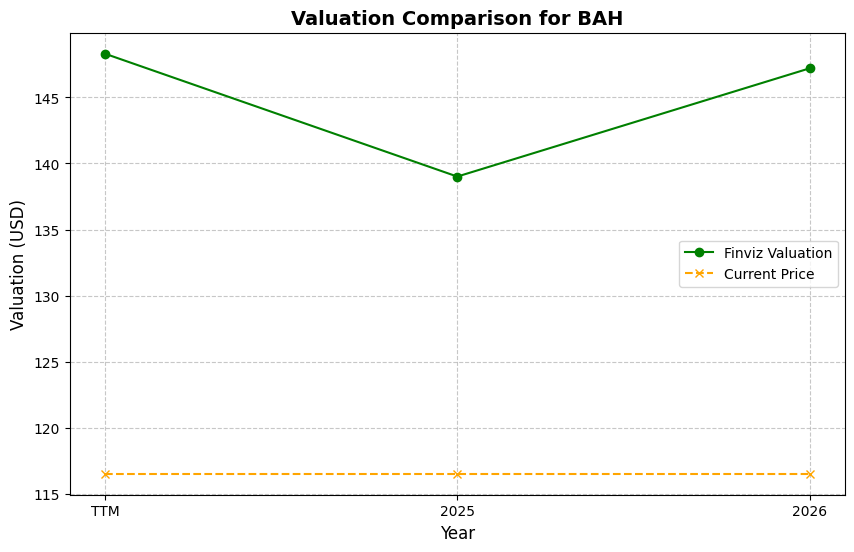 Valuation Comparison for BAH
Valuation (USD)
145
140
135
130
125
120
115
Finviz Valuation
Current Price
TTM
2025
2026
Year